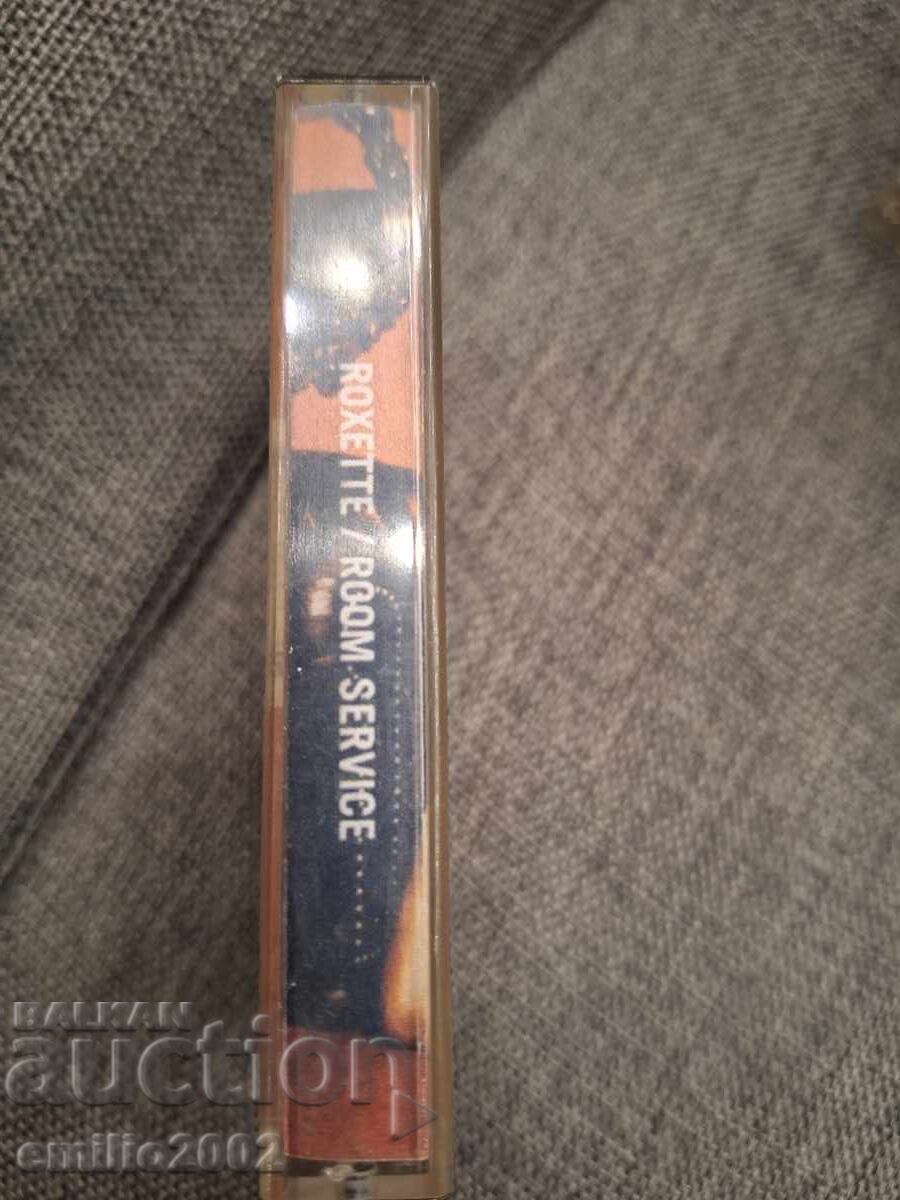 ROXETTE / ROOM SERVICE
BALKAN
auction
emilio2002